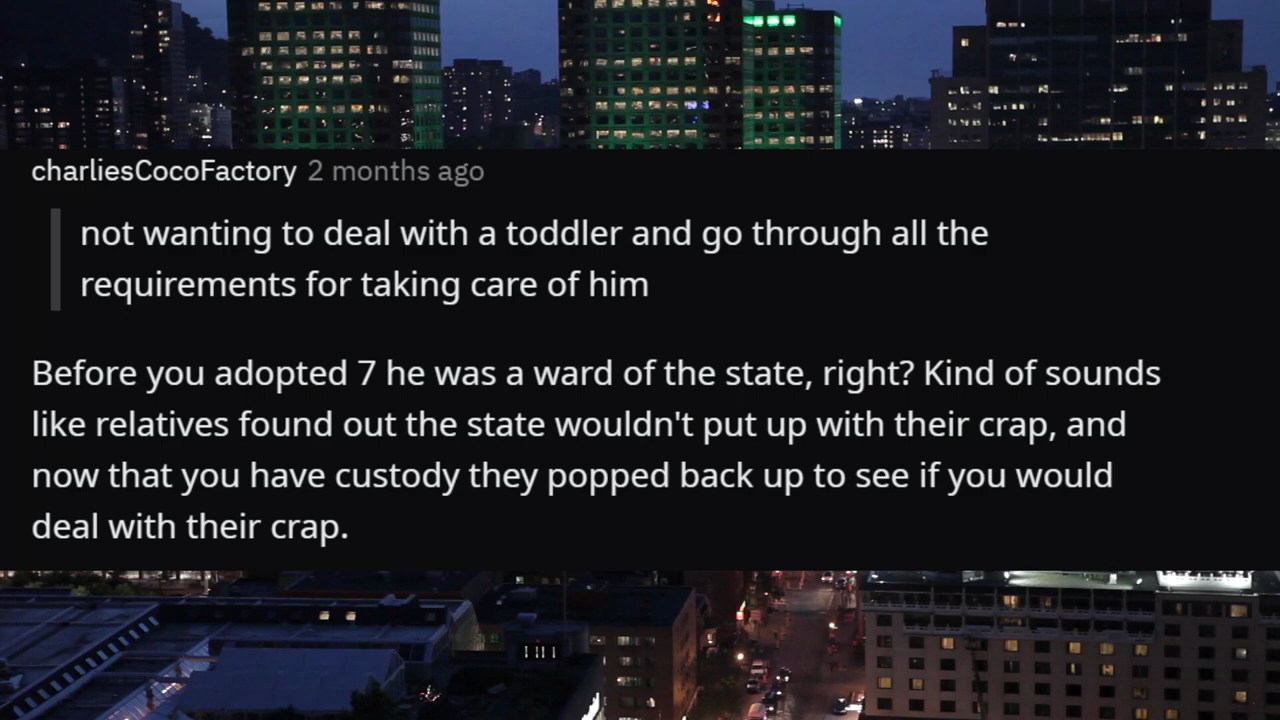 charliesCocoFactory 2 months ago
not wanting to deal with a toddler and go through all the
requirements for taking care of him
Before you adopted 7 he was a ward of the state, right? Kind of sounds
like relatives found out the state wouldn't put up with their crap, and
now that you have custody they popped back up to see if you would
deal with their crap.